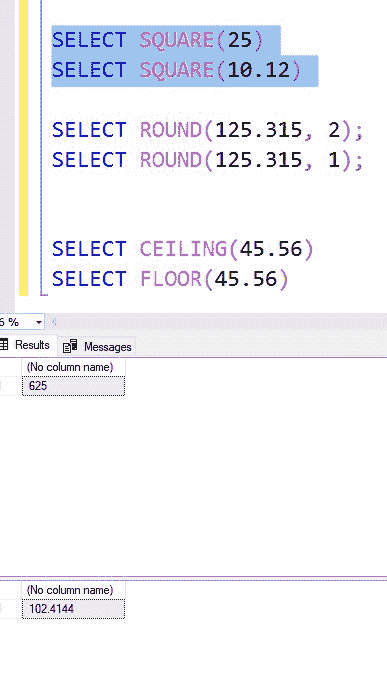 SELECT SQUARE(25)
SELECT SQUARE(10.12)
SELECT ROUND(125.315, 2);
SELECT ROUND(125.315, 1);
SELECT CEILING(45.56)
SELECT FLOOR(45.56)
6 %
Results Messages
(No column name)
625
(No column name)
102.4144